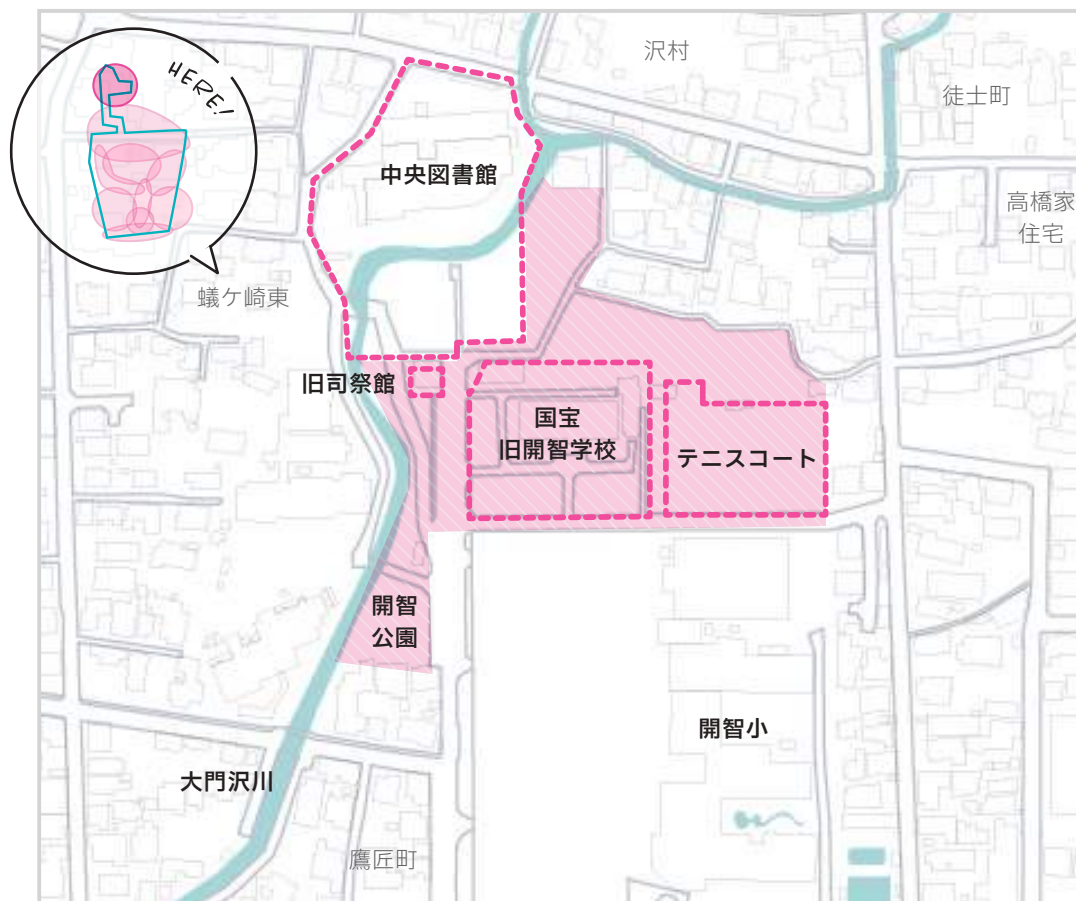 HERE!
沢村
徒士町
中央図書館
高橋家
住宅
蟻ケ崎東
旧司祭館
国宝
旧開智学校
テニスコート
開智
公園
開智小
大門沢川
鷹匠町